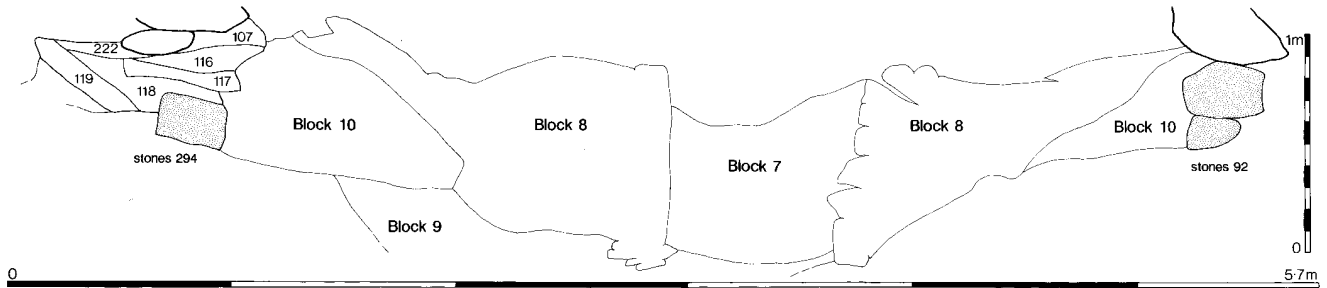 107
222
116
119
117
118
1m
Block 10
Block 8
Block 8
Block 10
Block 7
stones 294
stones 92
Block 9
0
0
5·7m